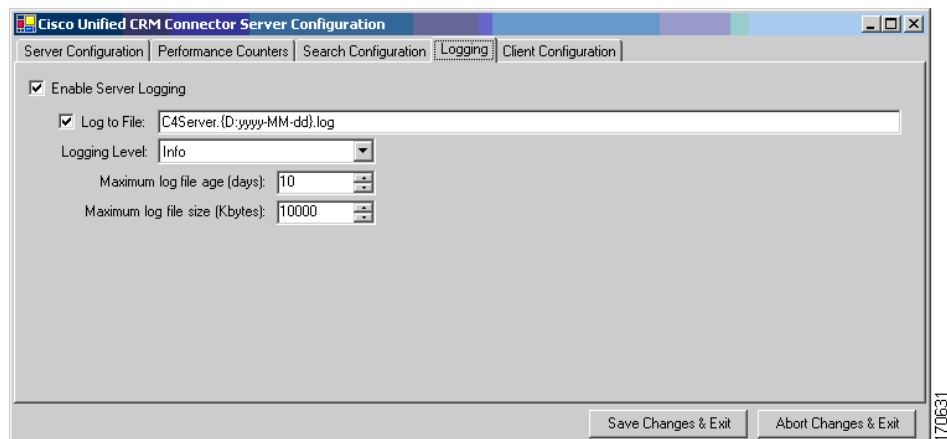 Cisco Unified CRM Connector Server Configuration
Server Configuration Performance Counters Search Configuration Logging Client Configuration
Enable Server Logging
Log to File: C4Server.{D:yyyy-MM-dd}.log
Logging Level: Info
Maximum log file age (days): 10
Maximum log file size (Kbytes): 10000
Save Changes & Exit Abort Changes & Exit
170631